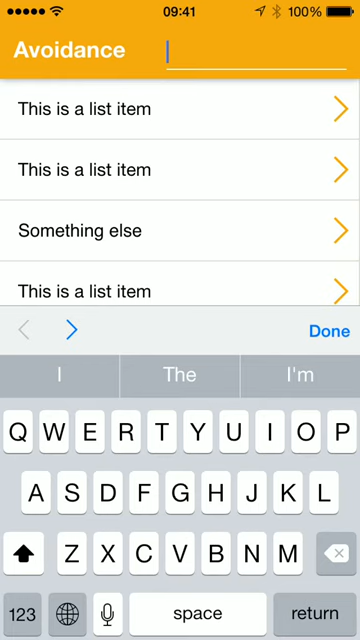 09:41 100%
Avoidance
This is a list item
This is a list item
Something else
This is a list item
Done
I The I'm
Q W E R T Y U I O P
A S D F G H J K L
Z X C V B N M
123 space return